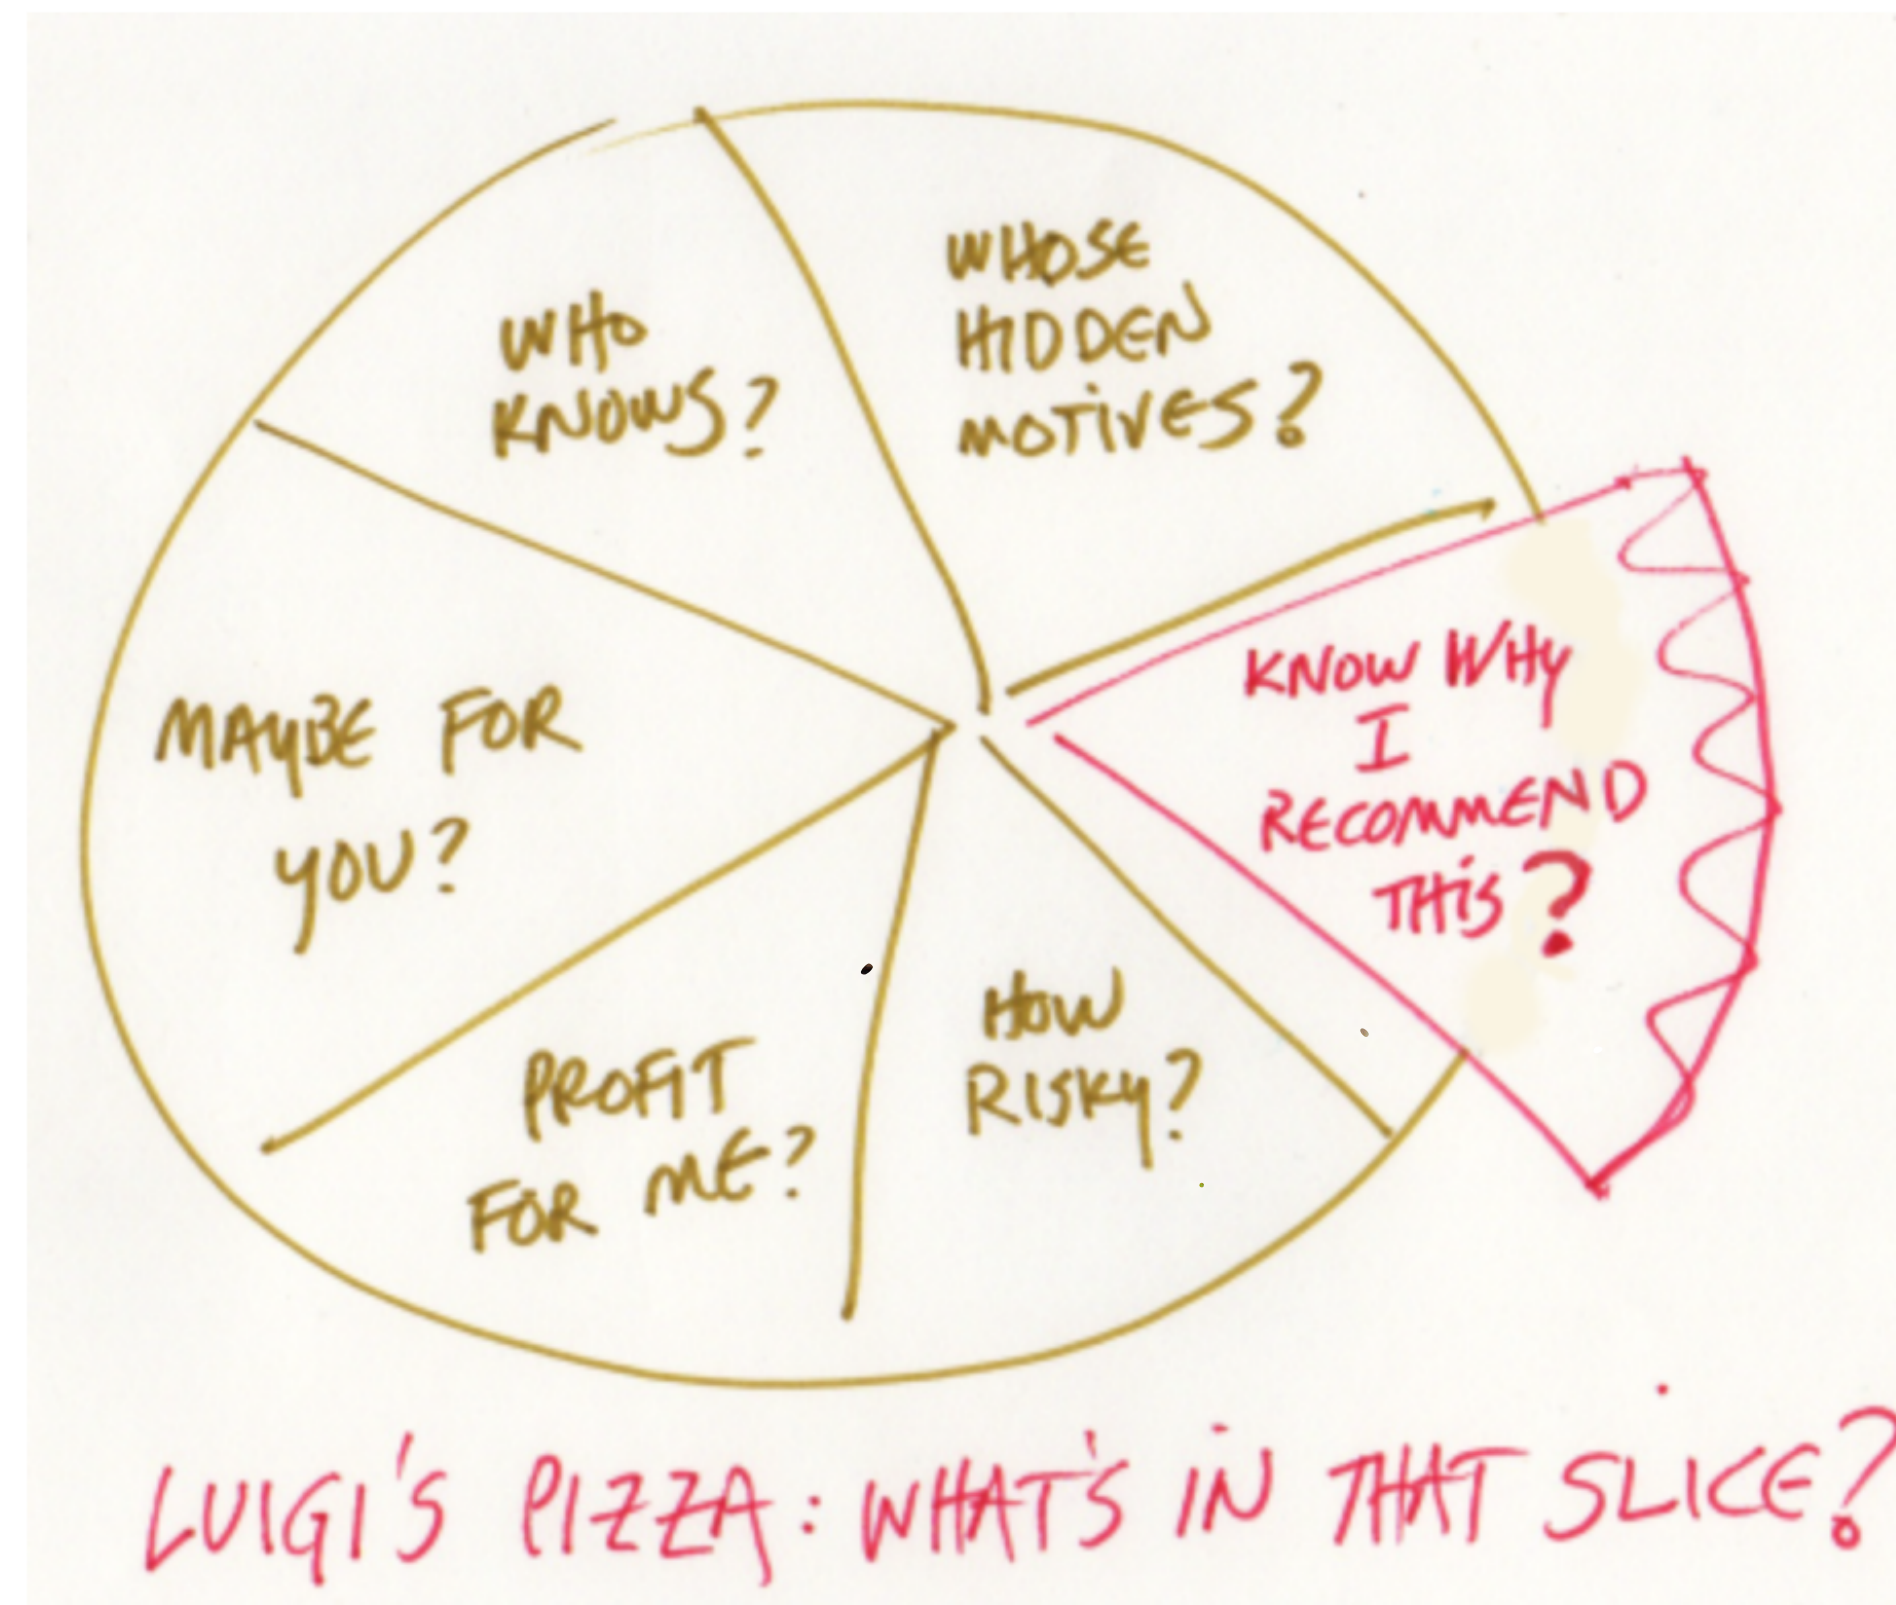 WHOSE
HIDDEN
MOTIVES?
WHO
KNOWS?
KNOW WHY
I
RECOMMEND
THIS?
MAYBE FOR
YOU?
HOW
RISKY?
PROFIT
FOR ME?
LUIGI'S PIZZA: WHAT'S IN THAT SLICE?